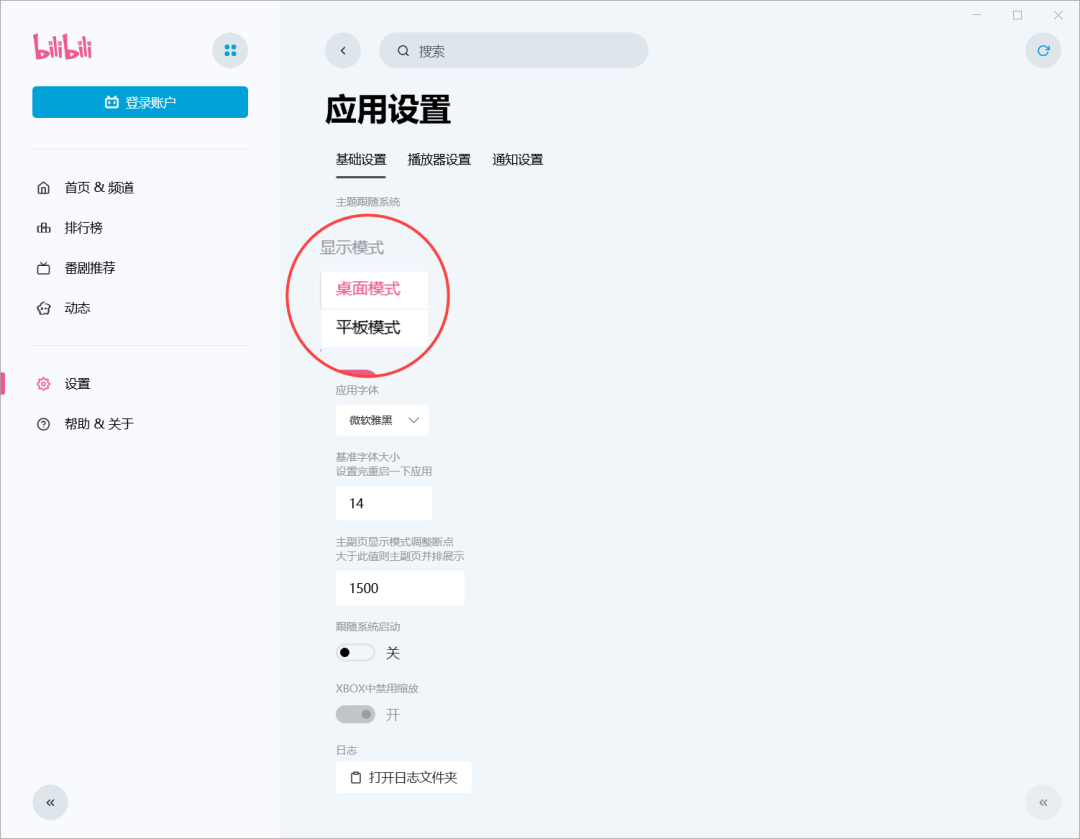 bilibili
搜索
登录账户
应用设置
基础设置 播放器设置 通知设置
首页 & 频道
排行榜
番剧推荐
动态
设置
帮助 & 关于
主题跟随系统
显示模式
桌面模式
平板模式
应用字体
微软雅黑
基准字体大小
设置完重启一下应用
14
主副页显示模式调整断点
大于此值则主副页并排展示
1500
跟随系统启动
关
XBOX中禁用缩放
开
日志
打开日志文件夹